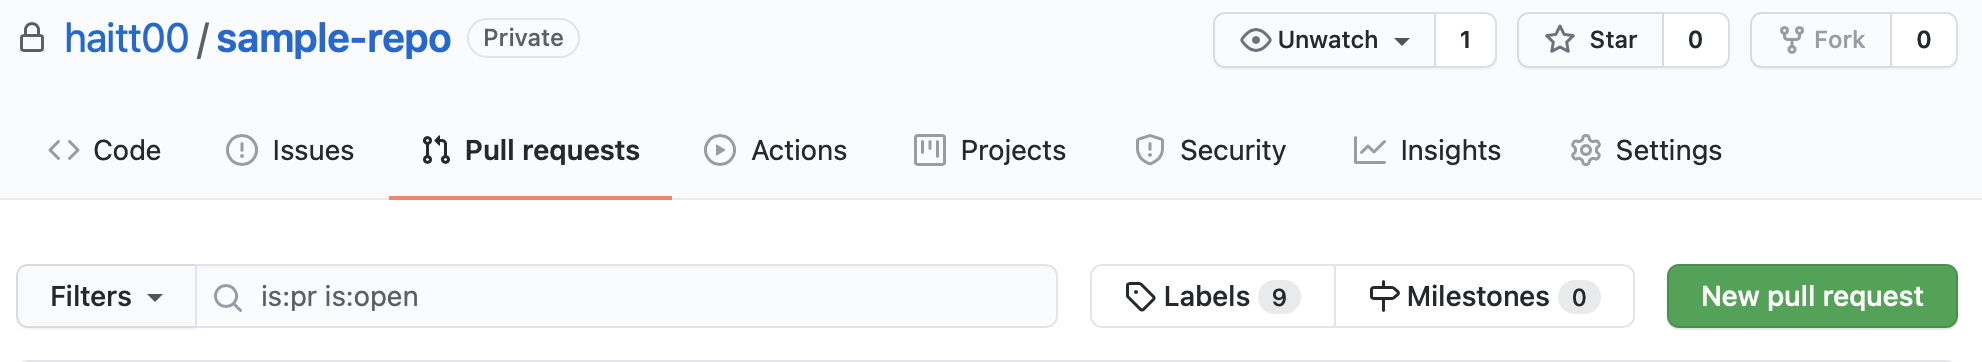 haitt00 / sample-repo Private Unwatch 1 Star 0 Fork 0
Code Issues Pull requests Actions Projects Security Insights Settings
Filters is:pr is:open Labels 9 Milestones 0 New pull request